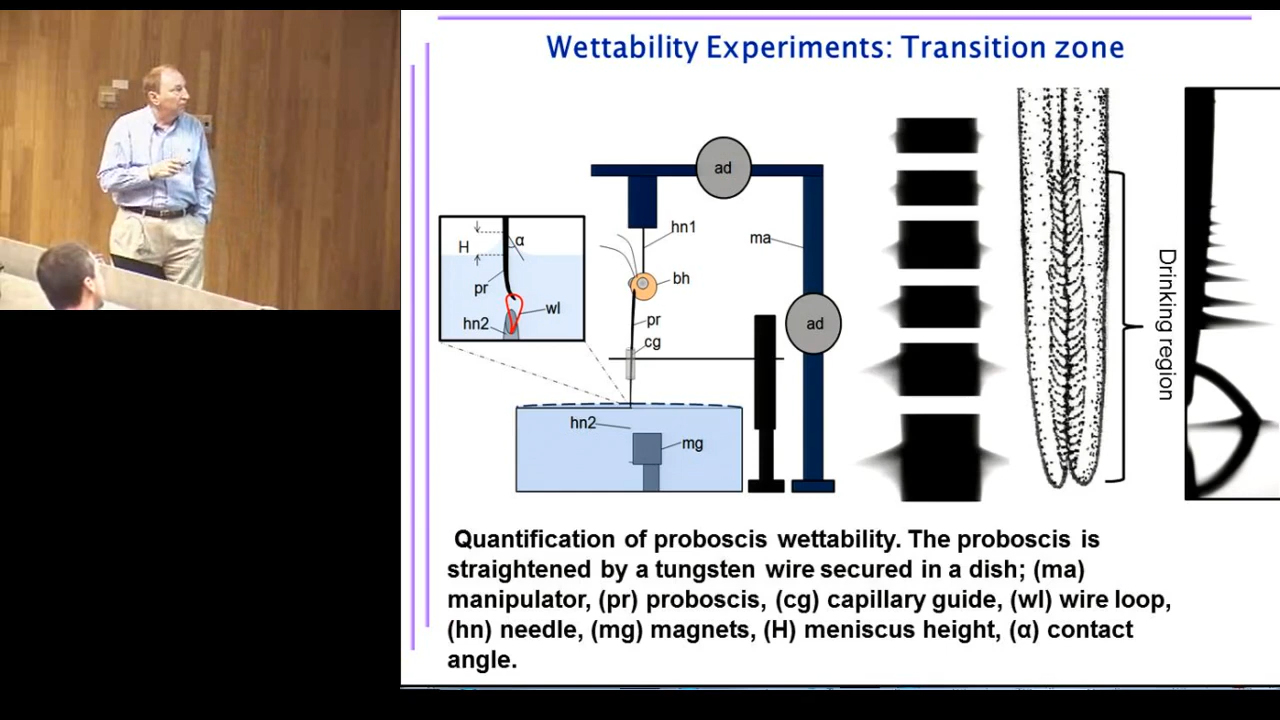 Wettability Experiments: Transition zone
ad
hn1
ma
H
α
bh
pr
pr
wl
ad
hn2
cg
Drinking region
hn2
mg
Quantification of proboscis wettability. The proboscis is
straightened by a tungsten wire secured in a dish; (ma)
manipulator, (pr) proboscis, (cg) capillary guide, (wl) wire loop,
(hn) needle, (mg) magnets, (H) meniscus height, (α) contact
angle.